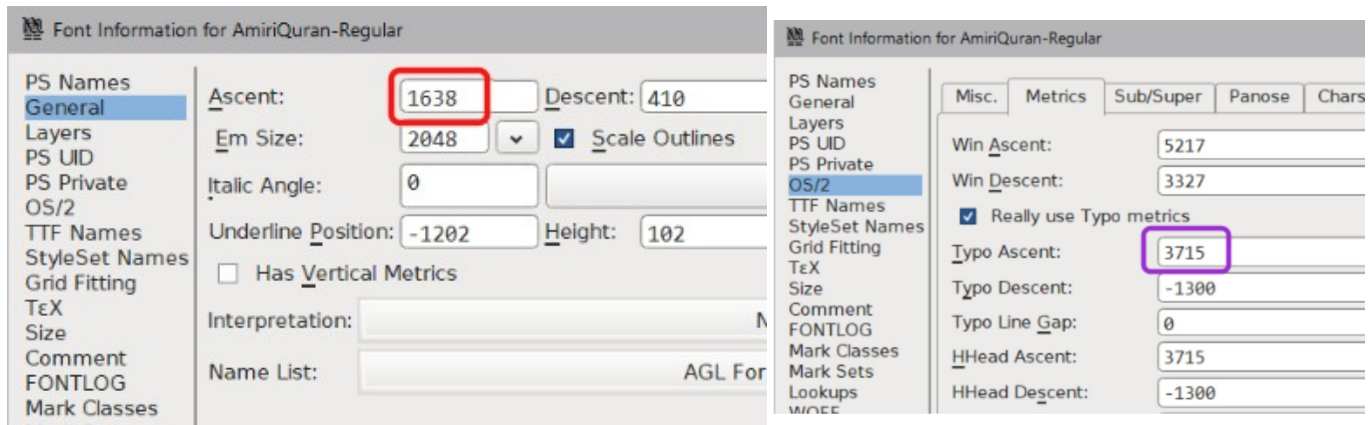 Font Information for AmiriQuran-Regular
PS Names
General
Layers
PS UID
PS Private
OS/2
TTF Names
StyleSet Names
Grid Fitting
TεX
Size
Comment
FONTLOG
Mark Classes
Ascent: 1638 Descent: 410
Em Size: 2048 Scale Outlines
Italic Angle: 0
Underline Position: -1202 Height: 102
Has Vertical Metrics
Interpretation: N
Name List: AGL For
Font Information for AmiriQuran-Regular
PS Names
General
Layers
PS UID
PS Private
OS/2
TTF Names
StyleSet Names
Grid Fitting
TεX
Size
Comment
FONTLOG
Mark Classes
Mark Sets
Lookups
WOFF
Misc. Metrics Sub/Super Panose Chars
Win Ascent: 5217
Win Descent: 3327
Really use Typo metrics
Typo Ascent: 3715
Typo Descent: -1300
Typo Line Gap: 0
HHead Ascent: 3715
HHead Descent: -1300